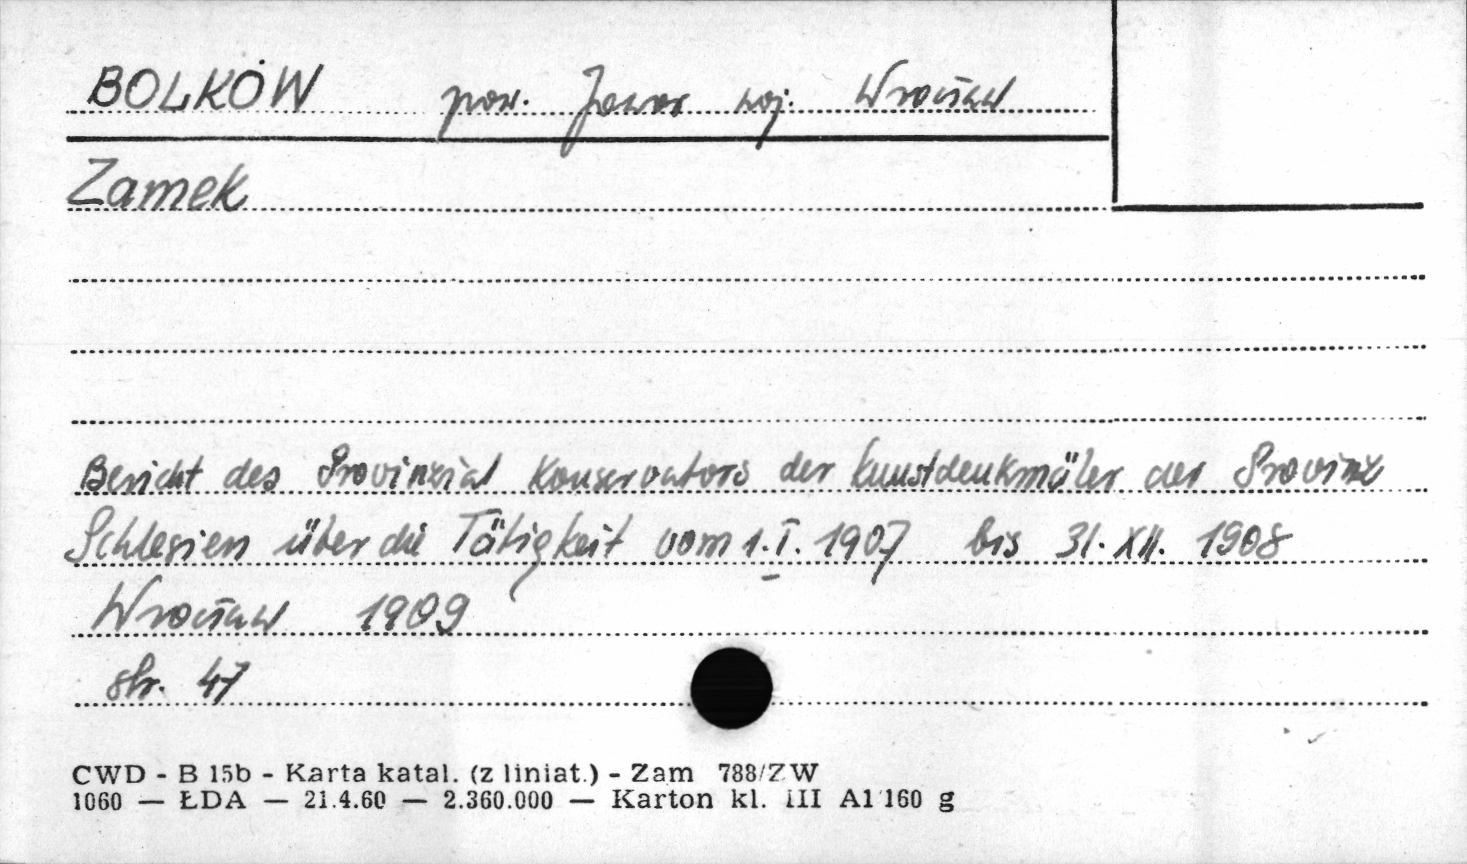 BOLKÓW pow. Jawor woj. Wrocław
Zamek
Bericht des Provinzial Konservators der Kunstdenkmäler der Provinz
Schlesien über die Tätigkeit vom 1.I. 1907 bis 31.XII. 1908
Wrocław 1909
str. 47
CWD - B 15b - Karta katal. (z liniat.) - Zam 788/ZW
1060 — ŁDA — 21.4.60 — 2.360.000 — Karton kl. III A1 160 g